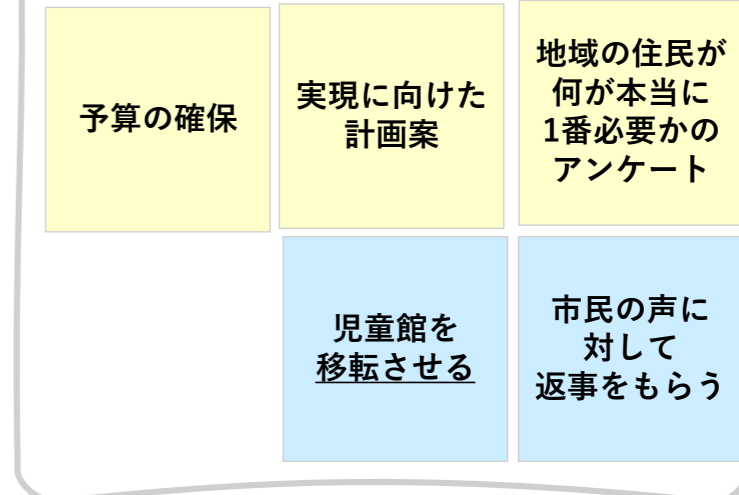 予算の確保
実現に向けた
計画案
地域の住民が
何が本当に
1番必要かの
アンケート
児童館を
移転させる
市民の声に
対して
返事をもらう